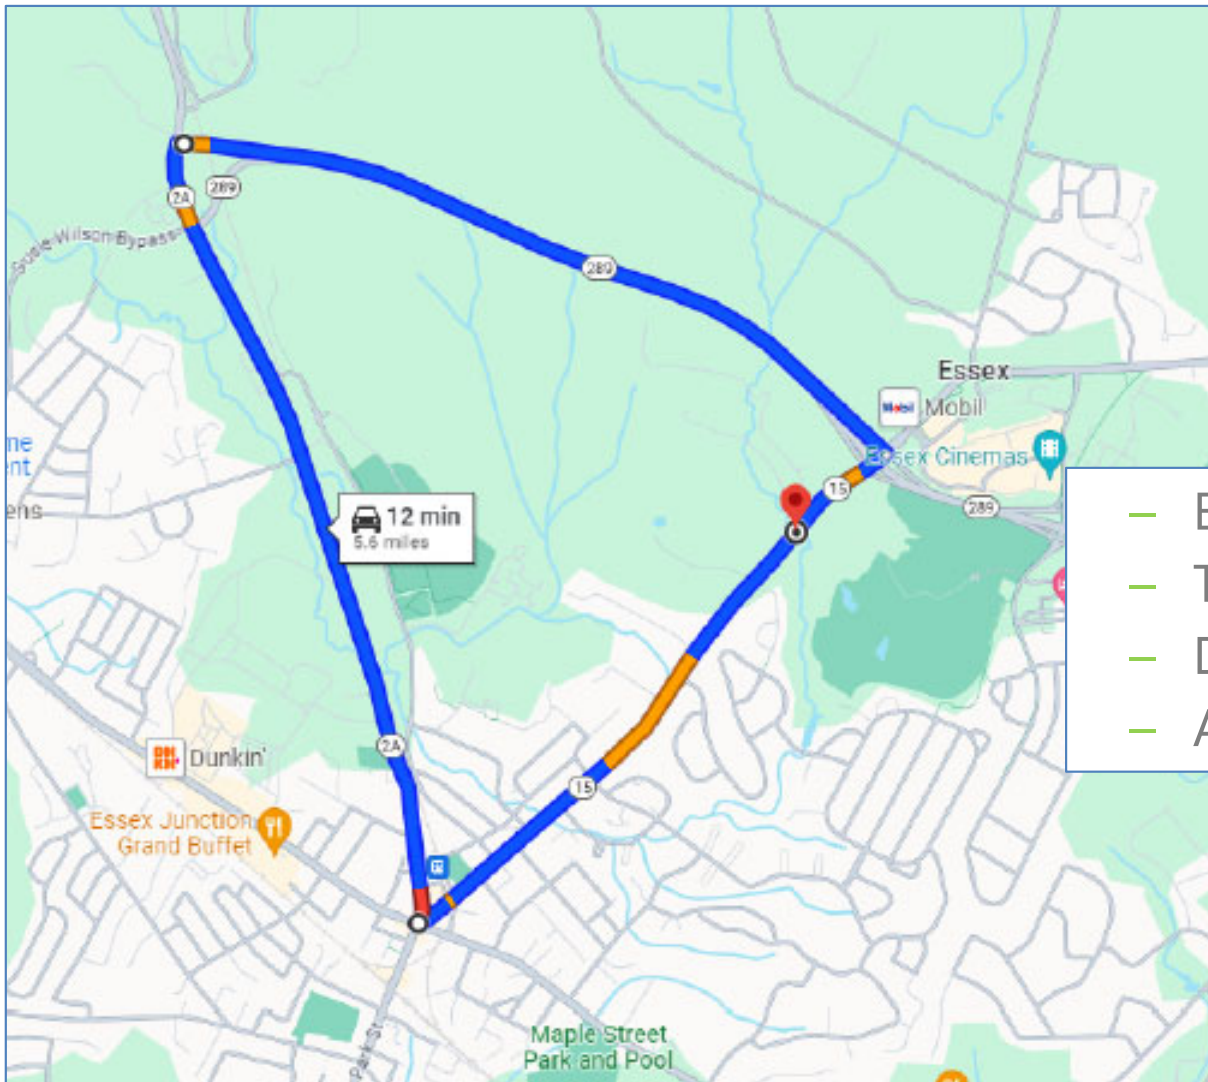 2A
289
Susie Wilson Bypass
289
Essex
Mobil
Mobil
Essex Cinemas
15
289
12 min
5.6 miles
2A
Dunkin'
15
Essex Junction
Grand Buffet
Park St
Maple Street
Park and Pool